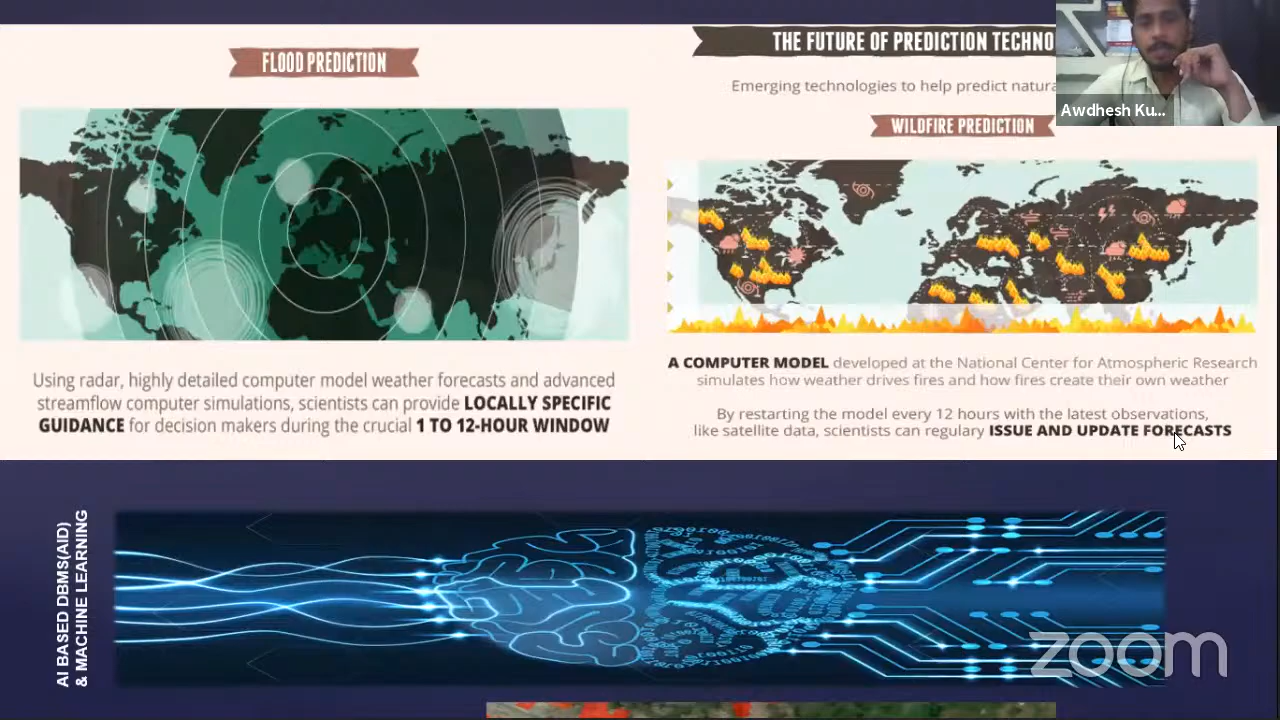 FLOOD PREDICTION
Using radar, highly detailed computer model weather forecasts and advanced
streamflow computer simulations, scientists can provide LOCALLY SPECIFIC
GUIDANCE for decision makers during the crucial 1 TO 12-HOUR WINDOW
THE FUTURE OF PREDICTION TECHNO
Emerging technologies to help predict natura
Awdhesh Ku...
WILDFIRE PREDICTION
A COMPUTER MODEL developed at the National Center for Atmospheric Research
simulates how weather drives fires and how fires create their own weather
By restarting the model every 12 hours with the latest observations,
like satellite data, scientists can regulary ISSUE AND UPDATE FORECASTS
AI BASED DBMS(AID)
& MACHINE LEARNING
zoom